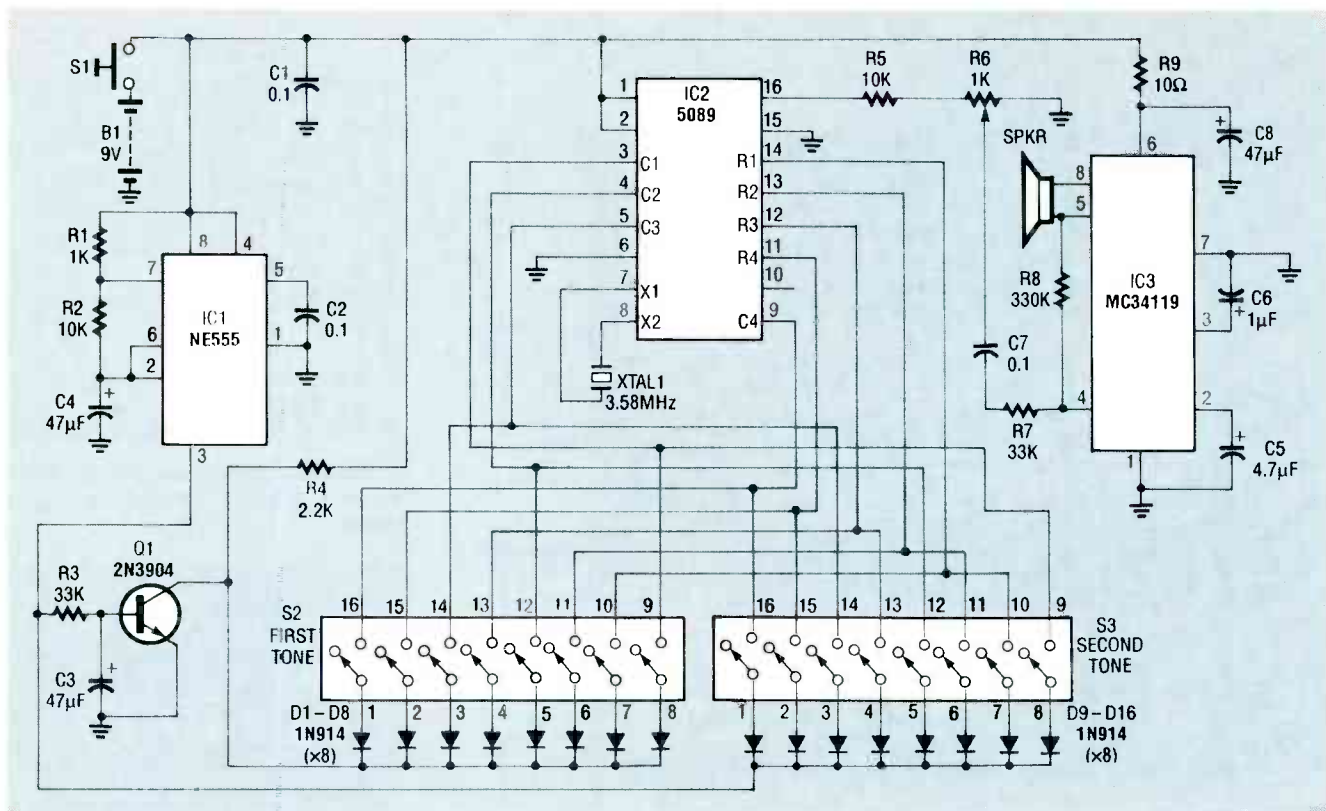 S1
B1
9V
C1
0.1
R1
1K
R2
10K
C4
47µF
+
7
8
4
5
6
2
1
3
IC1
NE555
C2
0.1
R3
33K
C3
47µF
+
Q1
2N3904
R4
2.2K
IC2
5089
1
2
3
4
5
6
7
8
C1
C2
C3
X1
X2
16
15
14
13
12
11
10
9
R1
R2
R3
R4
C4
XTAL1
3.58MHz
R5
10K
R6
1K
R9
10Ω
C8
47µF
+
SPKR
8
5
6
7
3
4
2
1
IC3
MC34119
R8
330K
C7
0.1
R7
33K
C6
1µF
+
C5
4.7µF
+
S2
FIRST
TONE
16 15 14 13 12 11 10 9
1 2 3 4 5 6 7 8
D1–D8
1N914
(×8)
16 15 14 13 12 11 10 9
S3
SECOND
TONE
1 2 3 4 5 6 7 8
D9–D16
1N914
(×8)